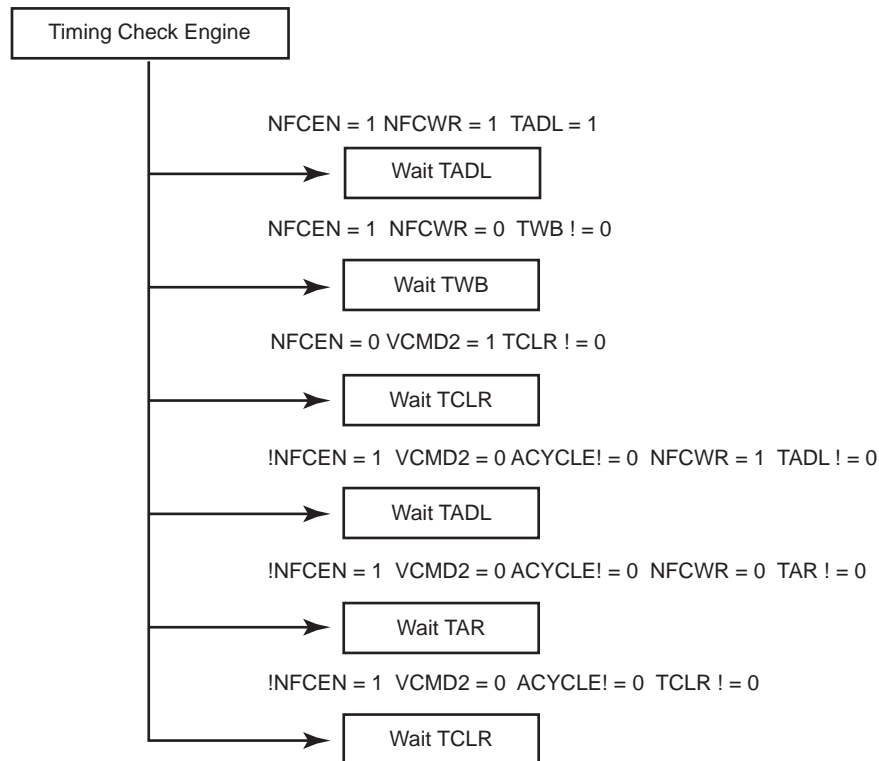 Timing Check Engine
NFCEN = 1 NFCWR = 1 TADL = 1
Wait TADL
NFCEN = 1 NFCWR = 0 TWB ! = 0
Wait TWB
NFCEN = 0 VCMD2 = 1 TCLR ! = 0
Wait TCLR
!NFCEN = 1 VCMD2 = 0 ACYCLE! = 0 NFCWR = 1 TADL ! = 0
Wait TADL
!NFCEN = 1 VCMD2 = 0 ACYCLE! = 0 NFCWR = 0 TAR ! = 0
Wait TAR
!NFCEN = 1 VCMD2 = 0 ACYCLE! = 0 TCLR ! = 0
Wait TCLR